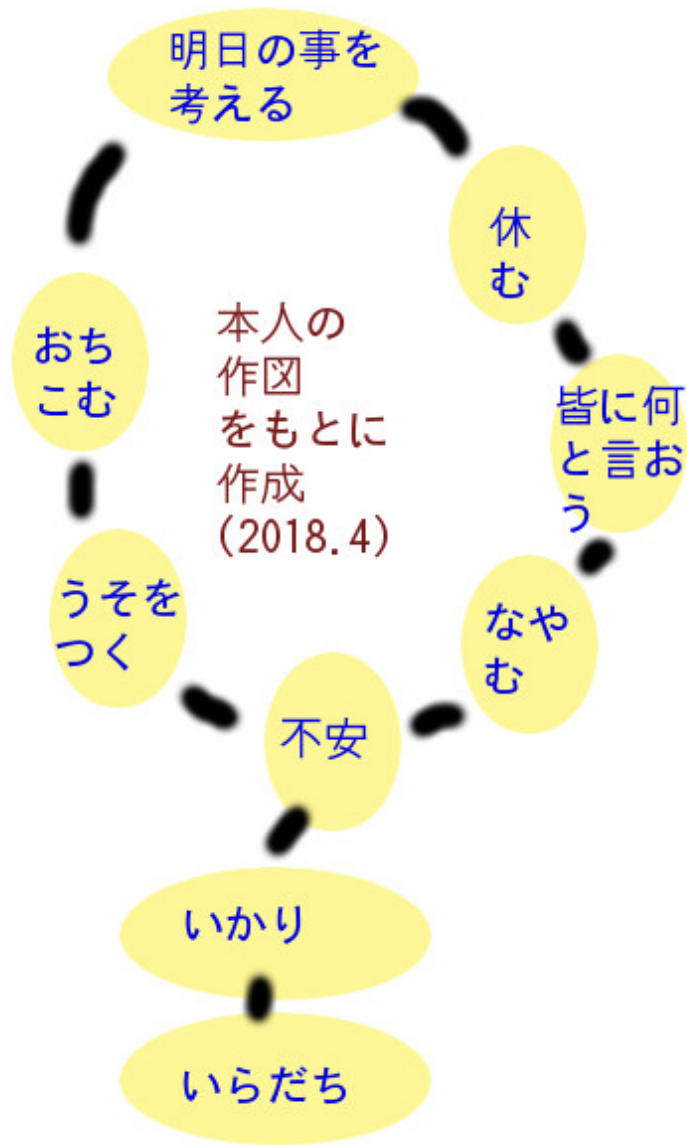 明日の事を
考える
休
む
皆に何
と言お
う
なや
む
不安
うそを
つく
おち
こむ
本人の
作図
をもとに
作成
(2018.4)
いかり
いらだち